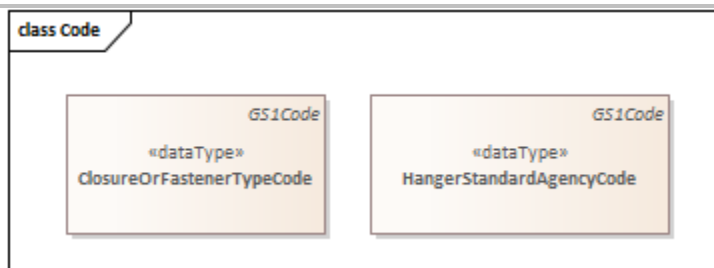 class Code
GS1Code
«dataType»
ClosureOrFastenerTypeCode
GS1Code
«dataType»
HangerStandardAgencyCode